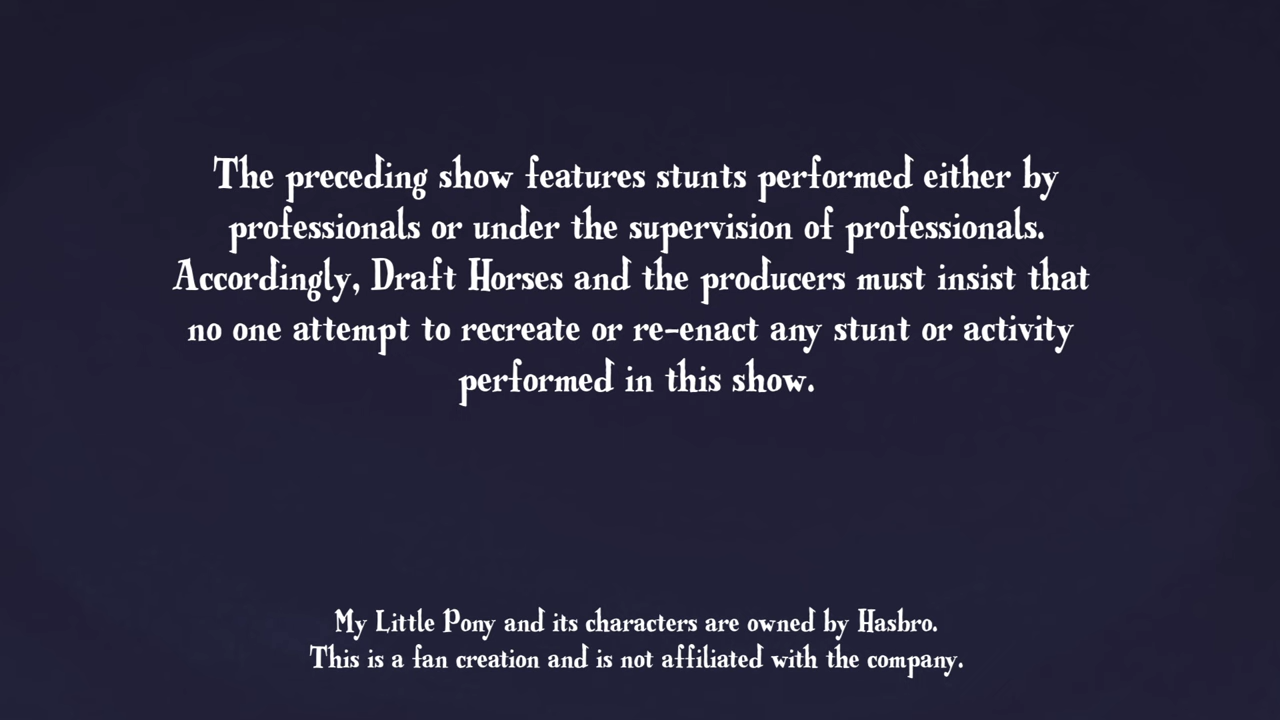 The preceding show features stunts performed either by
professionals or under the supervision of professionals.
Accordingly, Draft Horses and the producers must insist that
no one attempt to recreate or re-enact any stunt or activity
performed in this show.
My Little Pony and its characters are owned by Hasbro.
This is a fan creation and is not affiliated with the company.